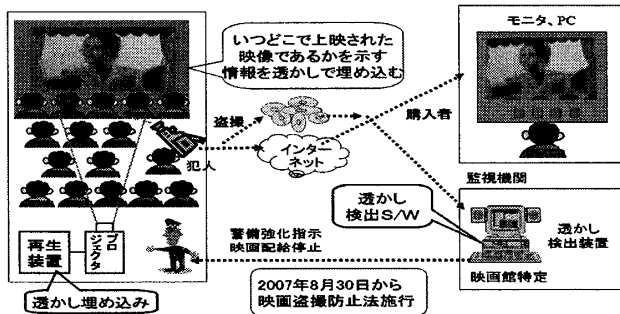 いつどこで上映された
映像であるかを示す
情報を透かしで埋め込む
モニタ、PC
盗撮
犯人
インター
ネット
購入者
監視機関
透かし
検出S/W
透かし
検出装置
映画館特定
再生
装置
プロ
ジェクタ
警備強化指示
映画配給停止
透かし埋め込み
2007年8月30日から
映画盗撮防止法施行